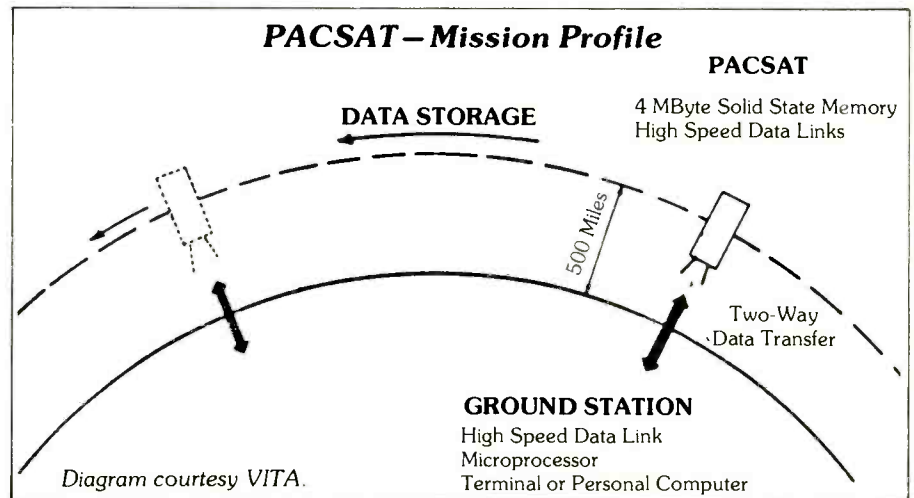 PACSAT – Mission Profile
PACSAT
4 MByte Solid State Memory
High Speed Data Links
DATA STORAGE
500 Miles
Two-Way
Data Transfer
GROUND STATION
High Speed Data Link
Microprocessor
Terminal or Personal Computer
Diagram courtesy VITA.